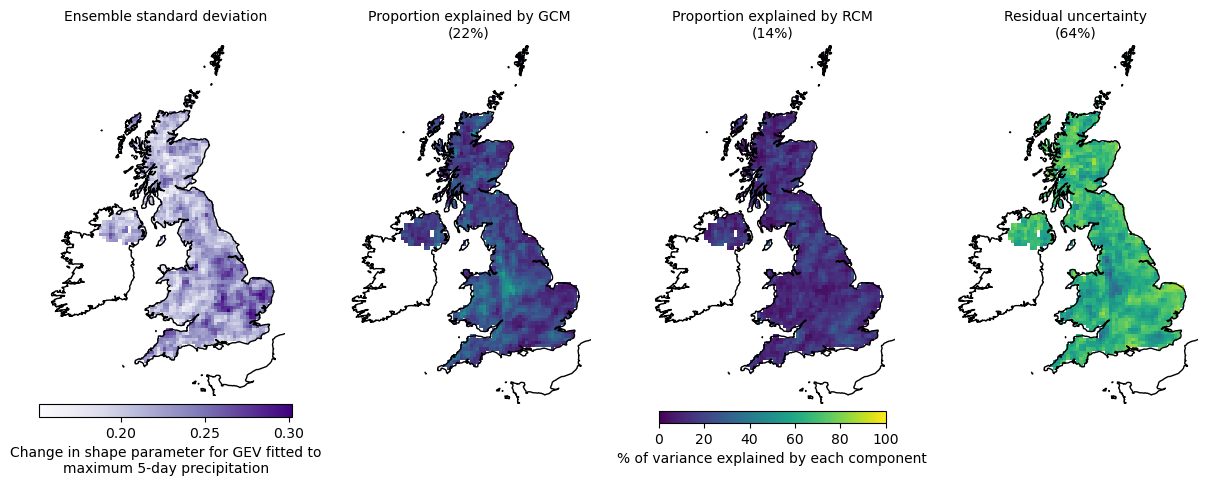 Ensemble standard deviation
Proportion explained by GCM
(22%)
Proportion explained by RCM
(14%)
Residual uncertainty
(64%)
0.20 0.25 0.30
Change in shape parameter for GEV fitted to
maximum 5-day precipitation
0 20 40 60 80 100
% of variance explained by each component